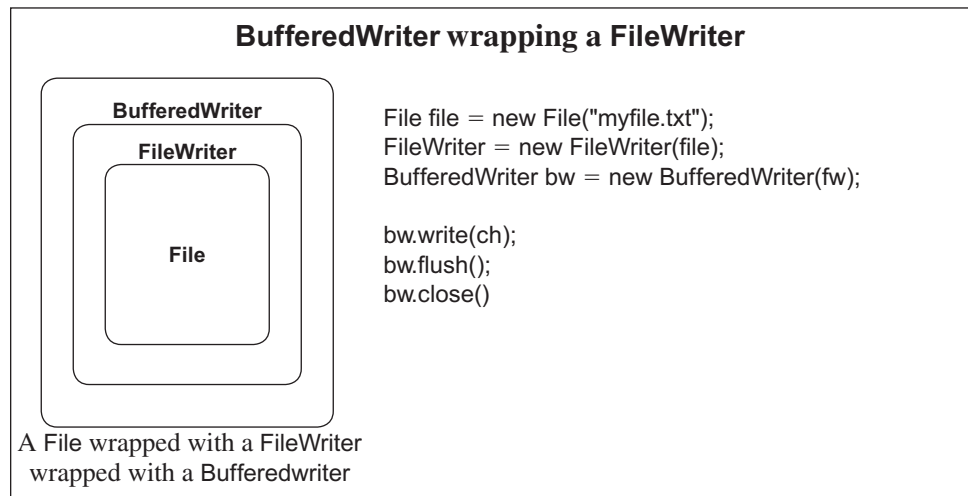 BufferedWriter wrapping a FileWriter
BufferedWriter
FileWriter
File
File file = new File("myfile.txt");
FileWriter = new FileWriter(file);
BufferedWriter bw = new BufferedWriter(fw);
bw.write(ch);
bw.flush();
bw.close()
A File wrapped with a FileWriter
wrapped with a Bufferedwriter